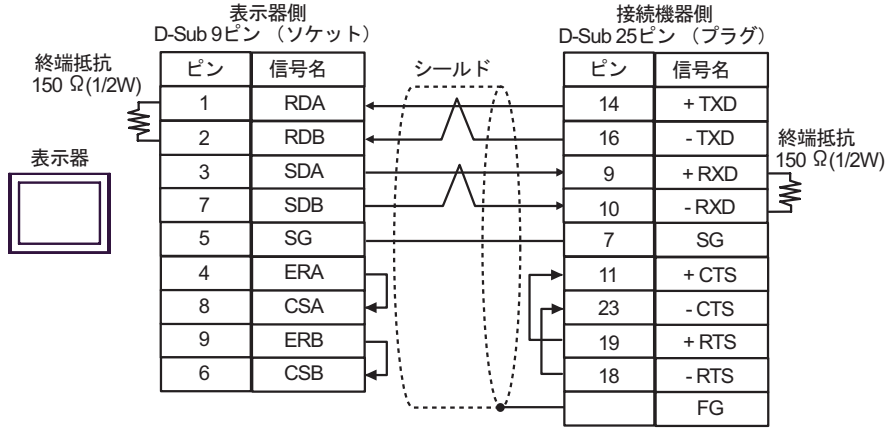 表示器側
D-Sub 9ピン （ソケット）
接続機器側
D-Sub 25ピン （プラグ）
終端抵抗
150 Ω(1/2W)
シールド
ピン 信号名
1 RDA
2 RDB
3 SDA
7 SDB
5 SG
4 ERA
8 CSA
9 ERB
6 CSB
ピン 信号名
14 + TXD
16 - TXD
9 + RXD
10 - RXD
7 SG
11 + CTS
23 - CTS
19 + RTS
18 - RTS
FG
終端抵抗
150 Ω(1/2W)
表示器